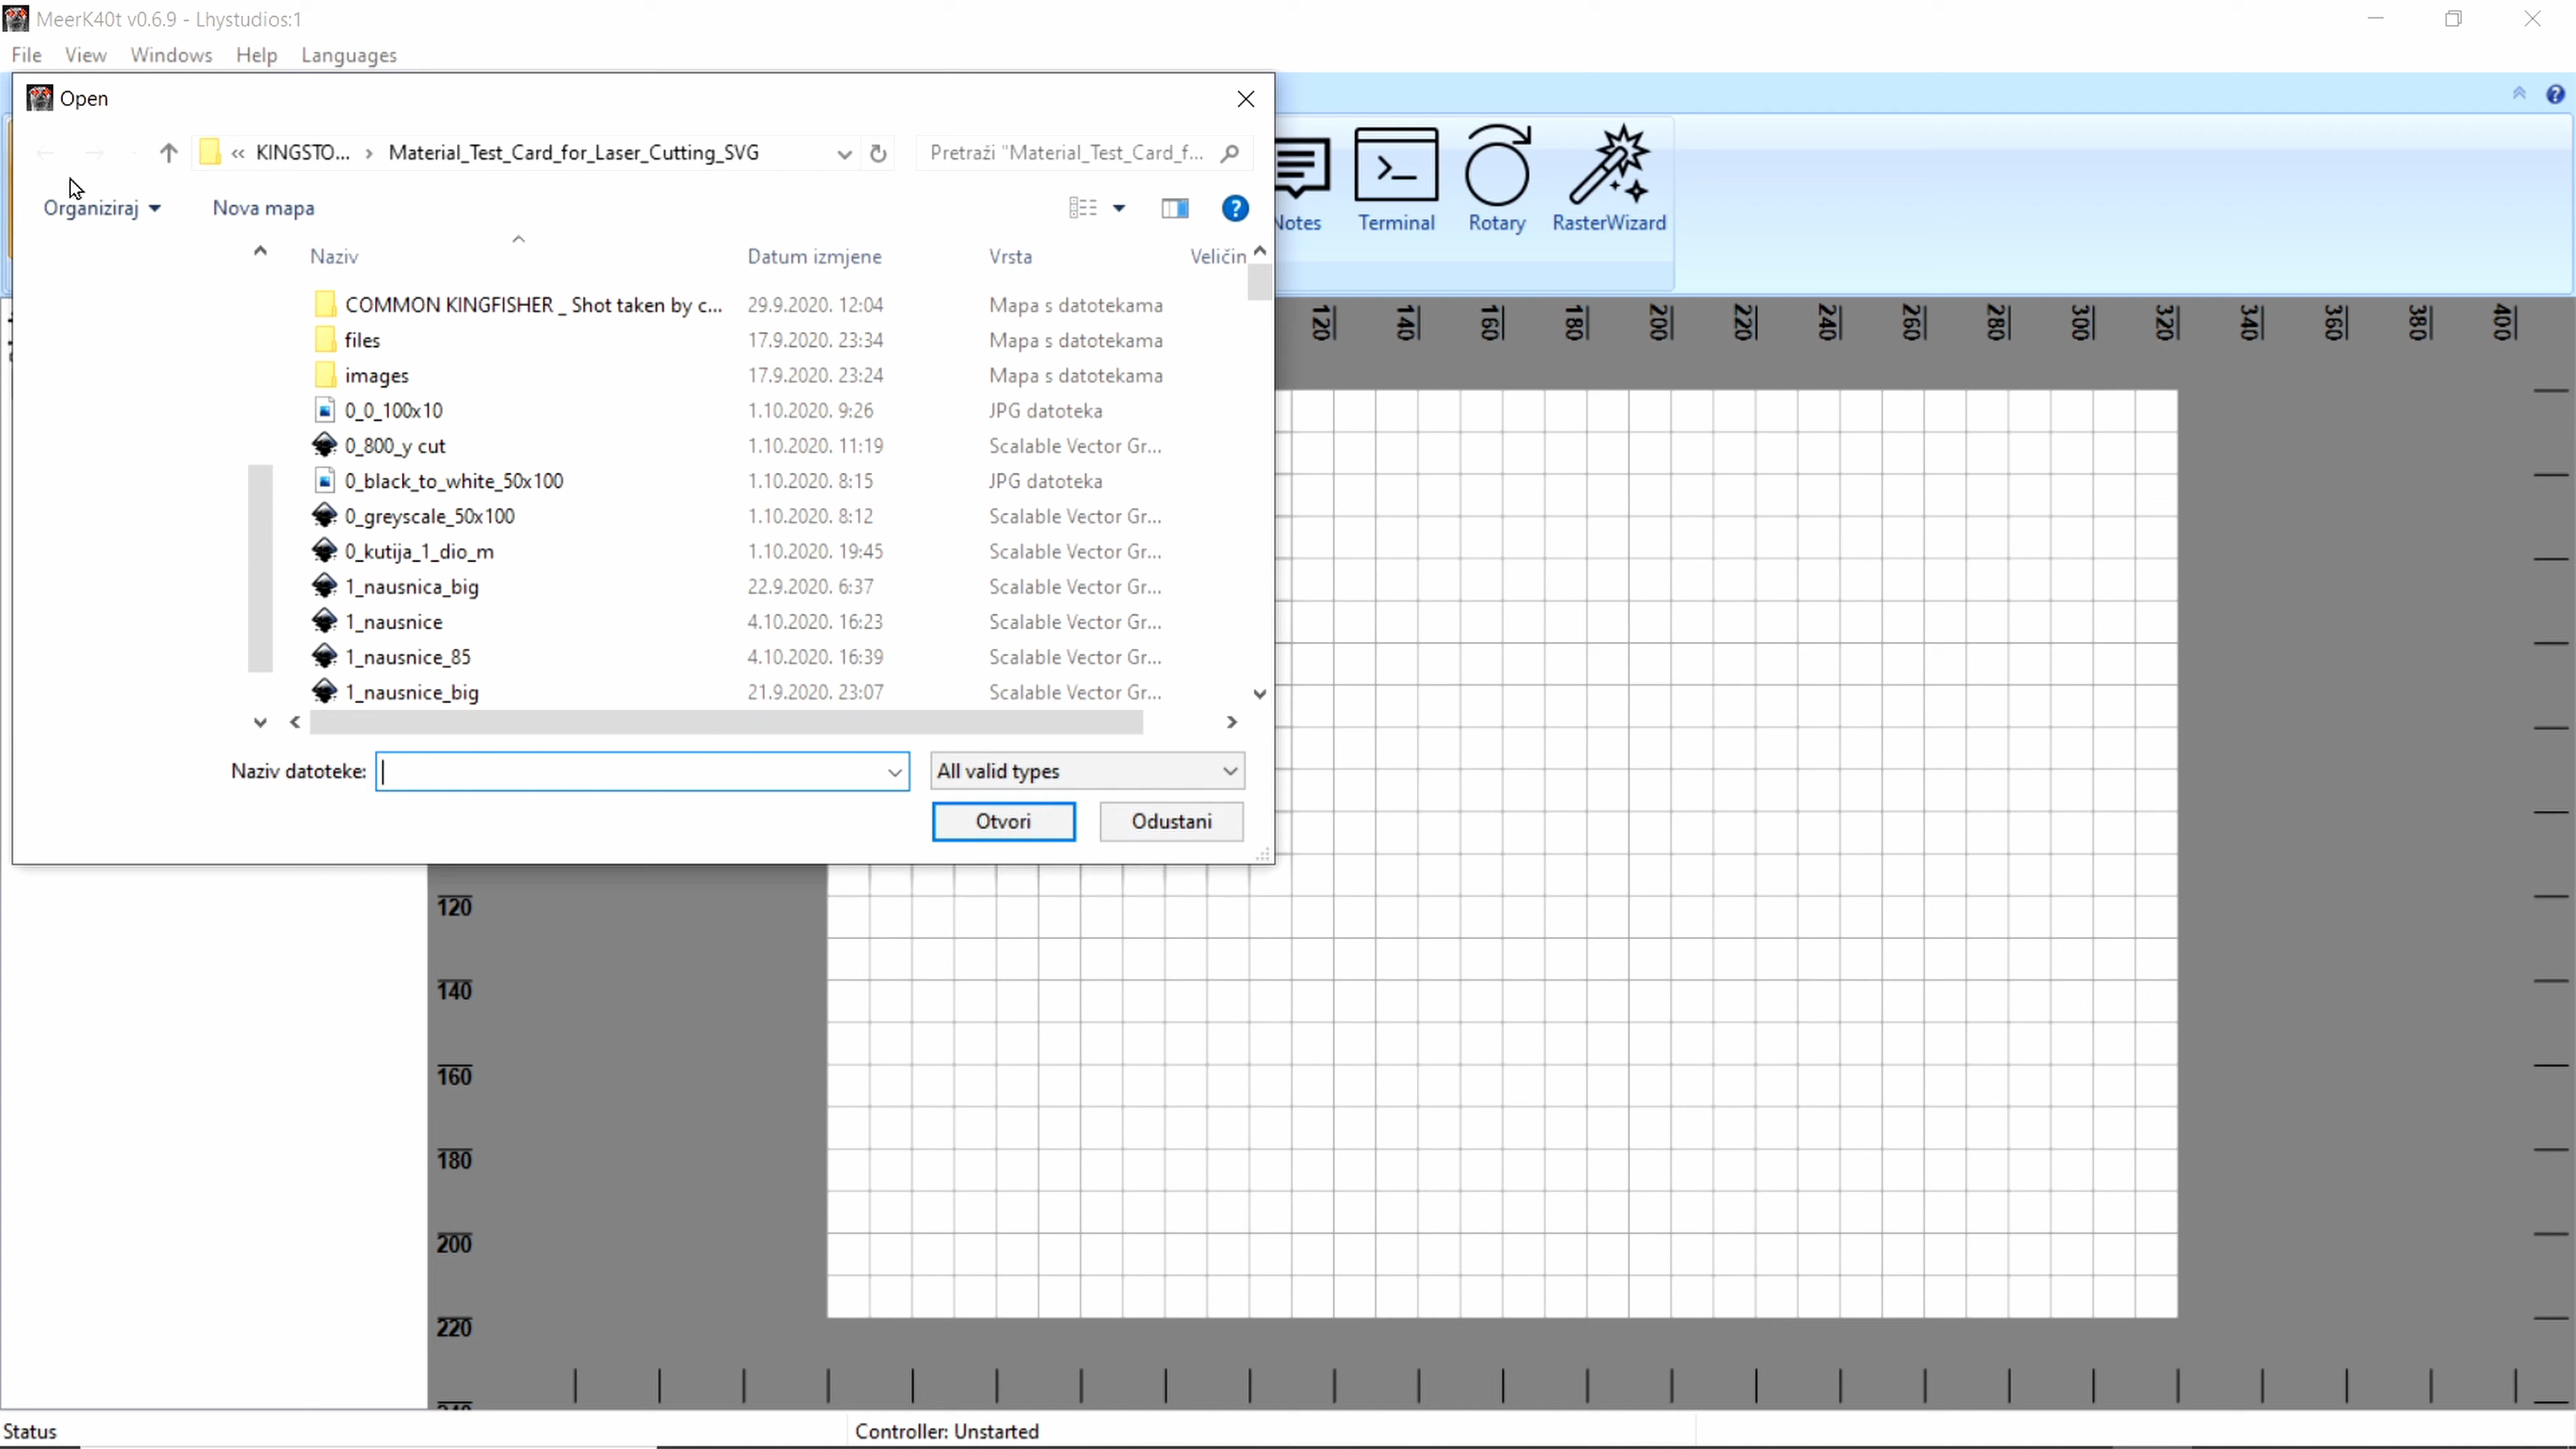 MeerK40t v0.6.9 - Lhystudios:1
File View Windows Help Languages
Open
« KINGSTO... › Material_Test_Card_for_Laser_Cutting_SVG
Pretraži "Material_Test_Card_f...
Organiziraj Nova mapa
Notes Terminal Rotary RasterWizard
Naziv Datum izmjene Vrsta Veličin
COMMON KINGFISHER _ Shot taken by c... 29.9.2020. 12:04 Mapa s datotekama
files 17.9.2020. 23:34 Mapa s datotekama
images 17.9.2020. 23:24 Mapa s datotekama
0_0_100x10 1.10.2020. 9:26 JPG datoteka
0_800_y cut 1.10.2020. 11:19 Scalable Vector Gr...
0_black_to_white_50x100 1.10.2020. 8:15 JPG datoteka
0_greyscale_50x100 1.10.2020. 8:12 Scalable Vector Gr...
0_kutija_1_dio_m 1.10.2020. 19:45 Scalable Vector Gr...
1_nausnica_big 22.9.2020. 6:37 Scalable Vector Gr...
1_nausnice 4.10.2020. 16:23 Scalable Vector Gr...
1_nausnice_85 4.10.2020. 16:39 Scalable Vector Gr...
1_nausnice_big 21.9.2020. 23:07 Scalable Vector Gr...
Naziv datoteke: All valid types
Otvori Odustani
120 140 160 180 200 220 240 260 280 300 320 340 360 380 400
120
140
160
180
200
220
Status Controller: Unstarted